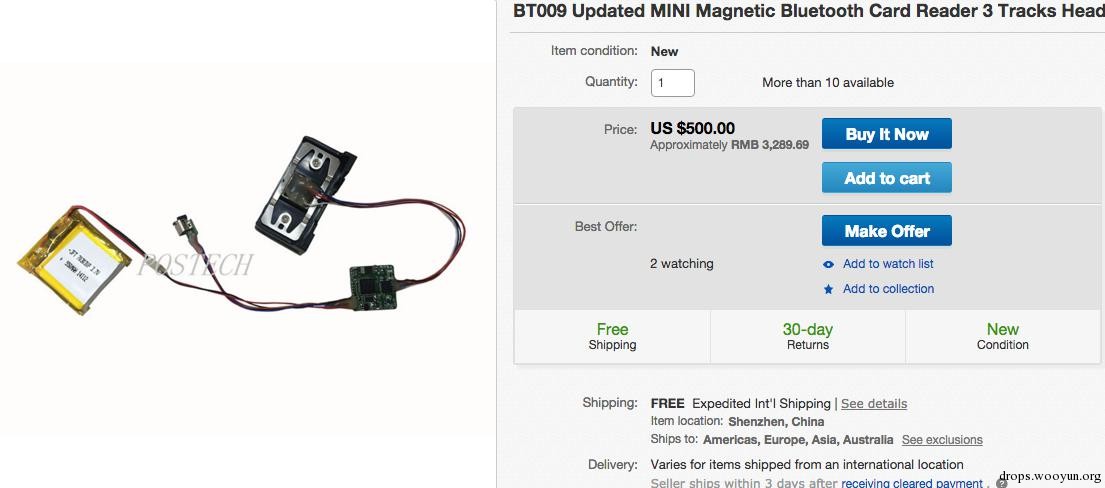 BT009 Updated MINI Magnetic Bluetooth Card Reader 3 Tracks Head
Item condition: New
Quantity: 1 More than 10 available
Price: US $500.00 Buy It Now
Approximately RMB 3,289.69
Add to cart
Best Offer: Make Offer
2 watching Add to watch list
Add to collection
Free 30-day New
Shipping Returns Condition
Shipping: FREE Expedited Int'l Shipping | See details
Item location: Shenzhen, China
Ships to: Americas, Europe, Asia, Australia See exclusions
Delivery: Varies for items shipped from an international location
Seller ships within 3 days after receiving cleared payment . ?
POSTECH
drops.wooyun.org